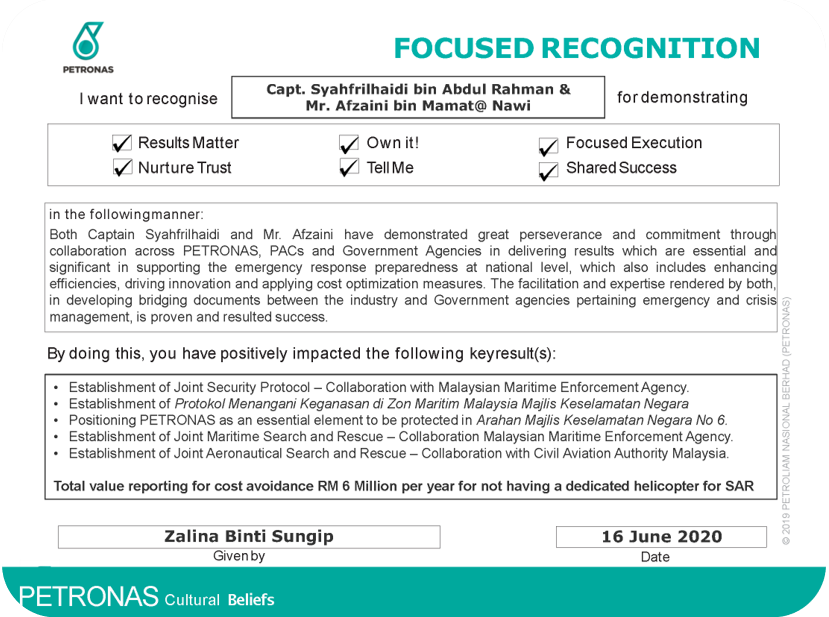 PETRONAS
FOCUSED RECOGNITION
I want to recognise
Capt. Syahfrilhaidi bin Abdul Rahman &
Mr. Afzaini bin Mamat@ Nawi
for demonstrating
Results Matter
Own it!
Focused Execution
Nurture Trust
Tell Me
Shared Success
in the followingmanner:
Both Captain Syahfrilhaidi and Mr. Afzaini have demonstrated great perseverance and commitment through
collaboration across PETRONAS, PACs and Government Agencies in delivering results which are essential and
significant in supporting the emergency response preparedness at national level, which also includes enhancing
efficiencies, driving innovation and applying cost optimization measures. The facilitation and expertise rendered by both,
in developing bridging documents between the industry and Government agencies pertaining emergency and crisis
management, is proven and resulted success.
By doing this, you have positively impacted the following keyresult(s):
• Establishment of Joint Security Protocol – Collaboration with Malaysian Maritime Enforcement Agency.
• Establishment of Protokol Menangani Keganasan di Zon Maritim Malaysia Majlis Keselamatan Negara
• Positioning PETRONAS as an essential element to be protected in Arahan Majlis Keselamatan Negara No 6.
• Establishment of Joint Maritime Search and Rescue – Collaboration Malaysian Maritime Enforcement Agency.
• Establishment of Joint Aeronautical Search and Rescue – Collaboration with Civil Aviation Authority Malaysia.
Total value reporting for cost avoidance RM 6 Million per year for not having a dedicated helicopter for SAR
Zalina Binti Sungip
Given by
16 June 2020
Date
© 2019 PETROLIAM NASIONAL BERHAD (PETRONAS)
PETRONAS Cultural Beliefs